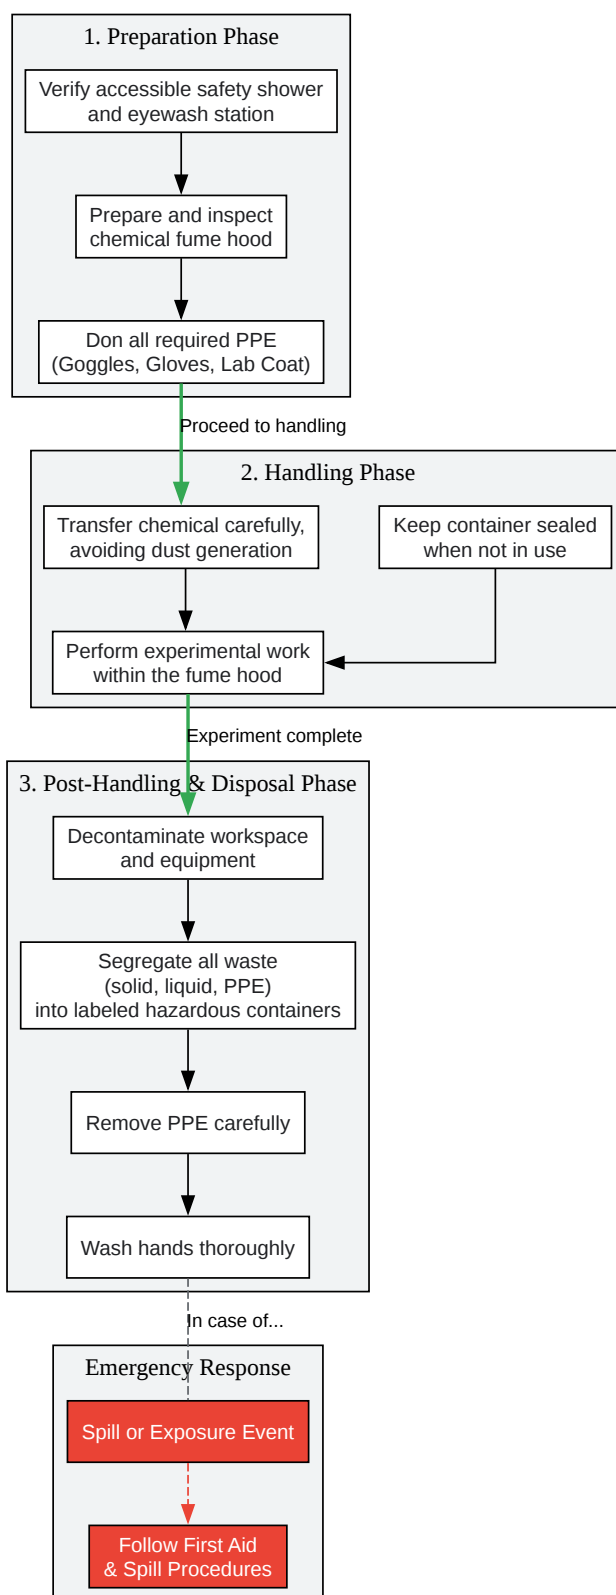 1. Preparation Phase
Verify accessible safety shower
and eyewash station
Prepare and inspect
chemical fume hood
Don all required PPE
(Goggles, Gloves, Lab Coat)
Proceed to handling
2. Handling Phase
Transfer chemical carefully,
avoiding dust generation
Keep container sealed
when not in use
Perform experimental work
within the fume hood
Experiment complete
3. Post-Handling & Disposal Phase
Decontaminate workspace
and equipment
Segregate all waste
(solid, liquid, PPE)
into labeled hazardous containers
Remove PPE carefully
Wash hands thoroughly
In case of...
Emergency Response
Spill or Exposure Event
Follow First Aid
& Spill Procedures